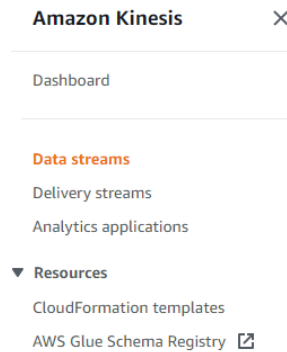 Amazon Kinesis
Dashboard
Data streams
Delivery streams
Analytics applications
Resources
CloudFormation templates
AWS Glue Schema Registry